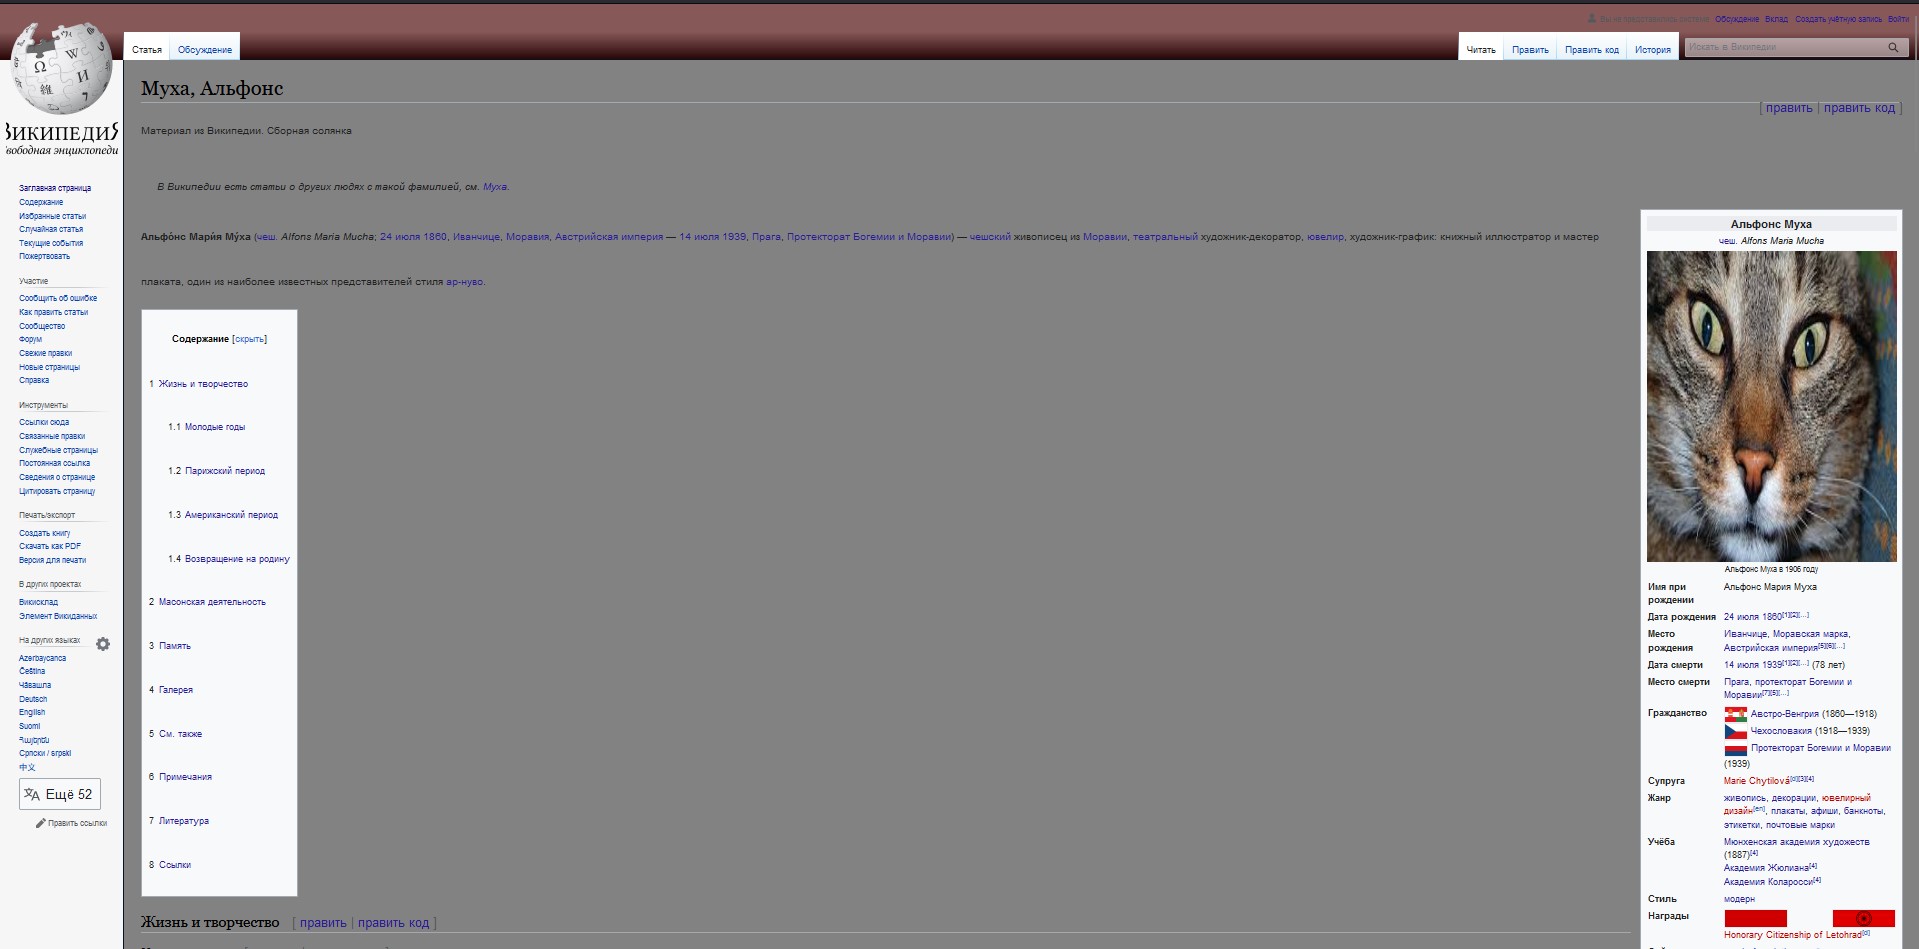 Вы не представились системе Обсуждение Вклад Создать учётную запись Войти
Статья Обсуждение
Читать Править Править код История Искать в Википедии
ВИКИПЕДИЯ
Свободная энциклопедия
Заглавная страница
Содержание
Избранные статьи
Случайная статья
Текущие события
Пожертвовать
Участие
Сообщить об ошибке
Как править статьи
Сообщество
Форум
Свежие правки
Новые страницы
Справка
Инструменты
Ссылки сюда
Связанные правки
Служебные страницы
Постоянная ссылка
Сведения о странице
Цитировать страницу
Печать/экспорт
Создать книгу
Скачать как PDF
Версия для печати
В других проектах
Викисклад
Элемент Викиданных
На других языках
Azərbaycanca
Čeština
Чӑвашла
Deutsch
English
Suomi
Հայերեն
Српски / srpski
中文
Ещё 52
Править ссылки
Муха, Альфонс
[ править | править код ]
Материал из Википедии. Сборная солянка
В Википедии есть статьи о других людях с такой фамилией, см. Муха.
Альфо́нс Мари́я Му́ха (чеш. Alfons Maria Mucha; 24 июля 1860, Иванчице, Моравия, Австрийская империя — 14 июля 1939, Прага, Протекторат Богемии и Моравии) — чешский живописец из Моравии, театральный художник-декоратор, ювелир, художник-график: книжный иллюстратор и мастер
плаката, один из наиболее известных представителей стиля ар-нуво.
Содержание [скрыть]
1 Жизнь и творчество
1.1 Молодые годы
1.2 Парижский период
1.3 Американский период
1.4 Возвращение на родину
2 Масонская деятельность
3 Память
4 Галерея
5 См. также
6 Примечания
7 Литература
8 Ссылки
Жизнь и творчество [ править | править код ]
Альфонс Муха
чеш. Alfons Maria Mucha
Альфонс Муха в 1906 году
Имя при Альфонс Мария Муха
рождении
Дата рождения 24 июля 1860[1][2][…]
Место Иванчице, Моравская марка,
рождения Австрийская империя[5][6][…]
Дата смерти 14 июля 1939[1][2][…] (78 лет)
Место смерти Прага, протекторат Богемии и
Моравии[7][5][…]
Гражданство Австро-Венгрия (1860—1918)
Чехословакия (1918—1939)
Протекторат Богемии и Моравии
(1939)
Супруга Marie Chytilová[d][3][4]
Жанр живопись, декорации, ювелирный
дизайн[en], плакаты, афиши, банкноты,
этикетки, почтовые марки
Учёба Мюнхенская академия художеств
(1887)[4]
Академия Жюлиана[4]
Академия Коларосси[4]
Стиль модерн
Награды
Honorary Citizenship of Letohrad[d]